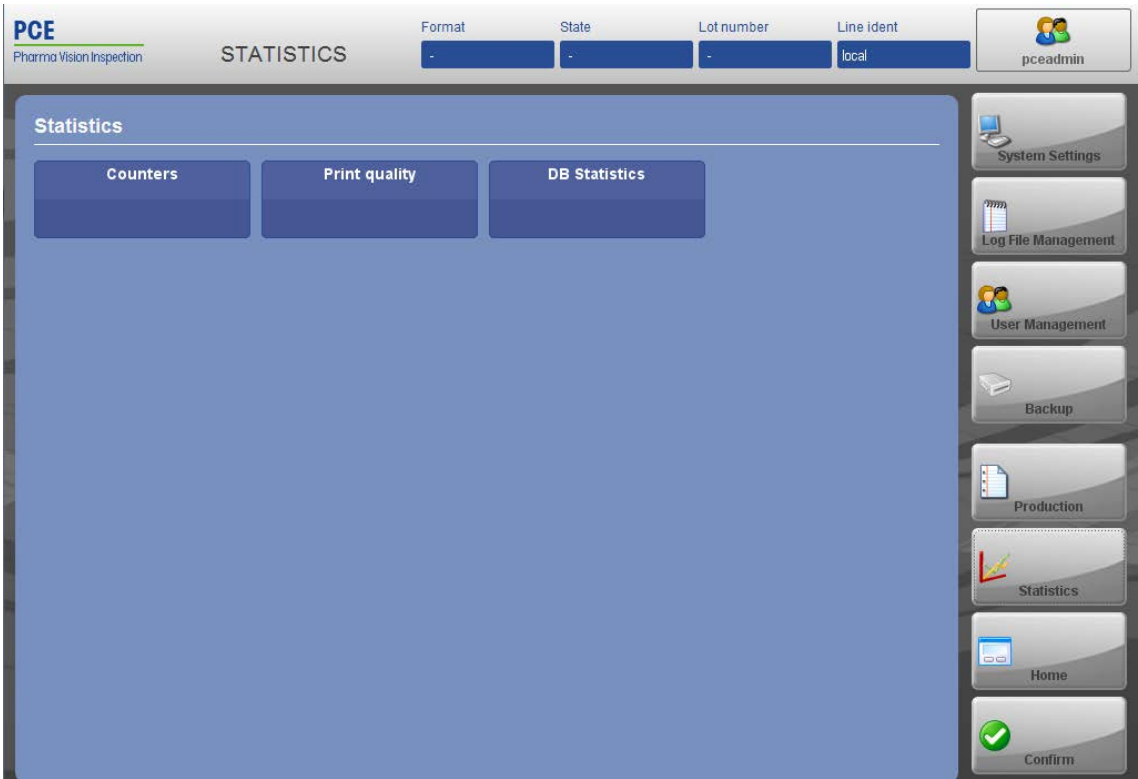 PCE
Pharma Vision Inspection
STATISTICS
Format
-
State
-
Lot number
-
Line ident
local
pceadmin
Statistics
Counters
Print quality
DB Statistics
System Settings
Log File Management
User Management
Backup
Production
Statistics
Home
Confirm